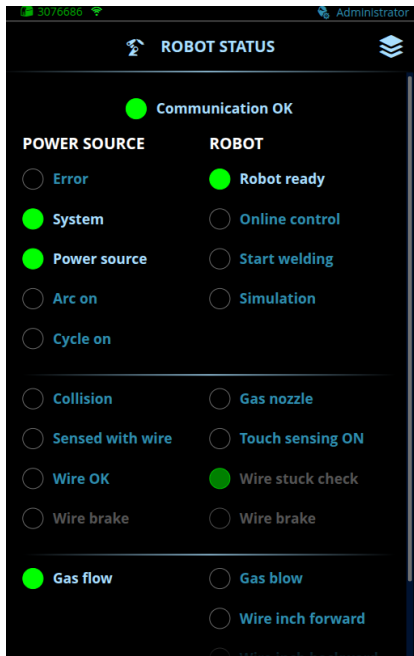 3076686
Administrator
ROBOT STATUS
Communication OK
POWER SOURCE
ROBOT
Error
Robot ready
System
Online control
Power source
Start welding
Arc on
Simulation
Cycle on
Collision
Gas nozzle
Sensed with wire
Touch sensing ON
Wire OK
Wire stuck check
Wire brake
Wire brake
Gas flow
Gas blow
Wire inch forward